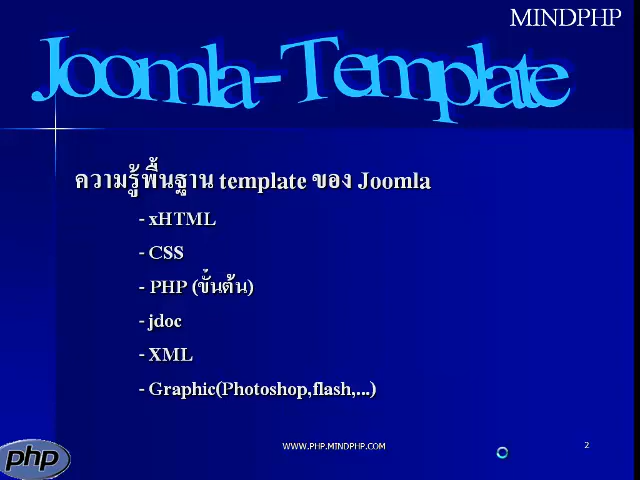 MINDPHP
Joomla-Template
ความรู้พื้นฐาน template ของ Joomla
- xHTML
- CSS
- PHP (ขั้นต้น)
- jdoc
- XML
- Graphic(Photoshop,flash,...)
php
WWW.PHP.MINDPHP.COM
2